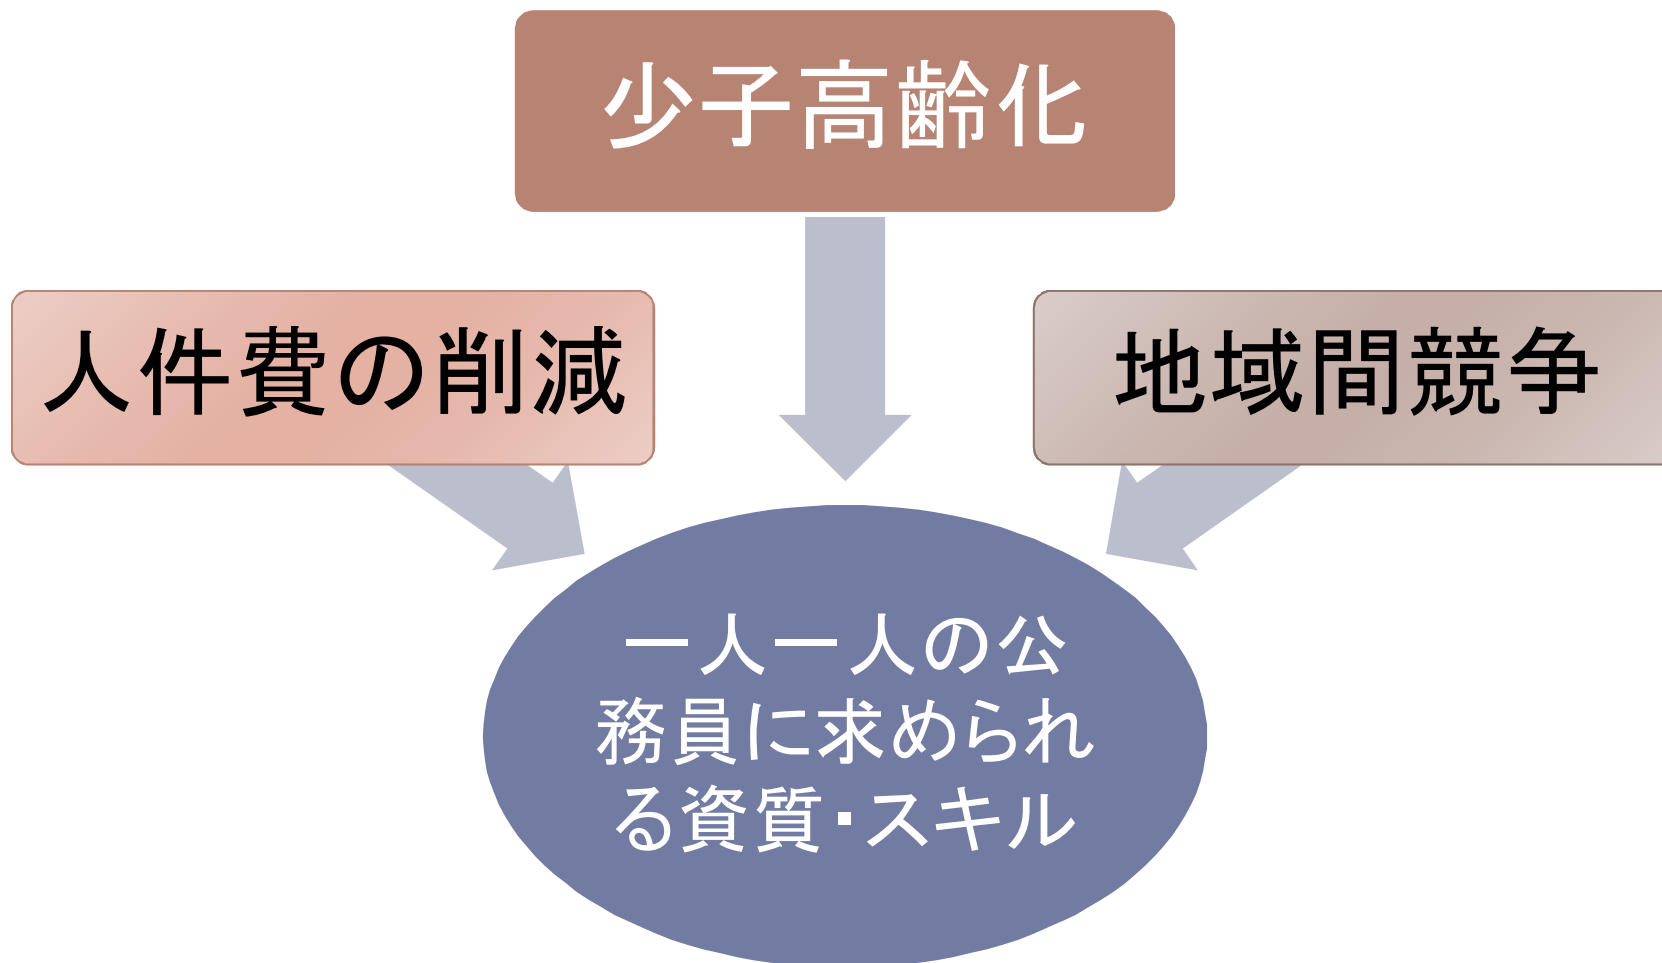 少子高齢化
人件費の削減
地域間競争
一人一人の公
務員に求められ
る資質・スキル